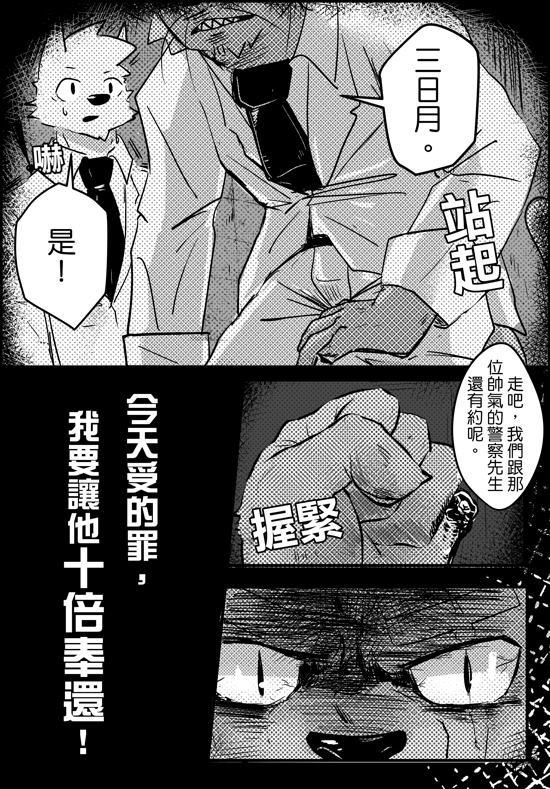 三日月。
站起
嚇
是！
走吧，我們跟那
位帥氣的警察先生
還有約呢。
握緊
今天受的罪，
我要讓他十倍奉還！